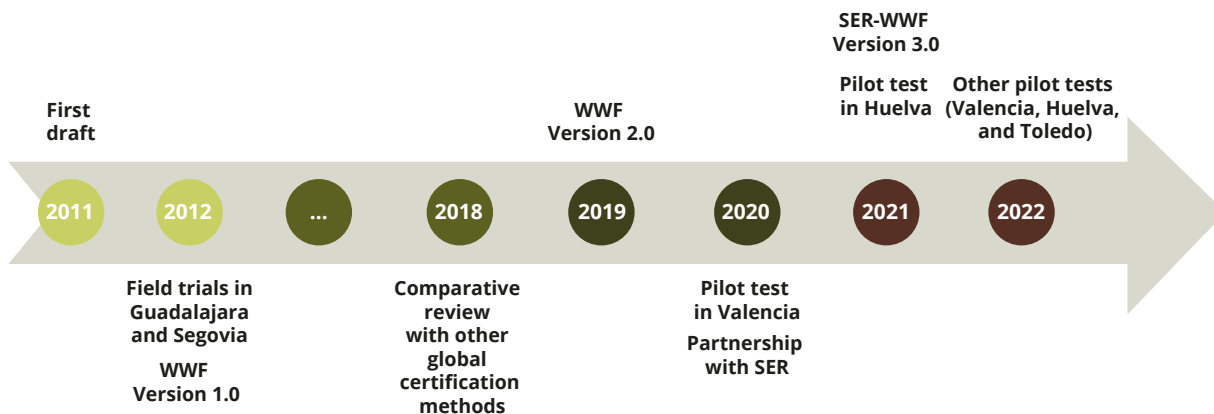 First
draft
WWF
Version 2.0
SER-WWF
Version 3.0
Pilot test
in Huelva
Other pilot tests
(Valencia, Huelva,
and Toledo)
2011
2012
...
2018
2019
2020
2021
2022
Field trials in
Guadalajara
and Segovia
WWF
Version 1.0
Comparative
review
with other
global
certification
methods
Pilot test
in Valencia
Partnership
with SER